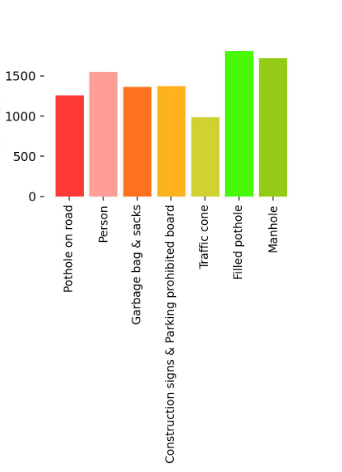 1500
1000
500
0
Pothole on road
Person
Garbage bag & sacks
Construction signs & Parking prohibited board
Traffic cone
Filled pothole
Manhole